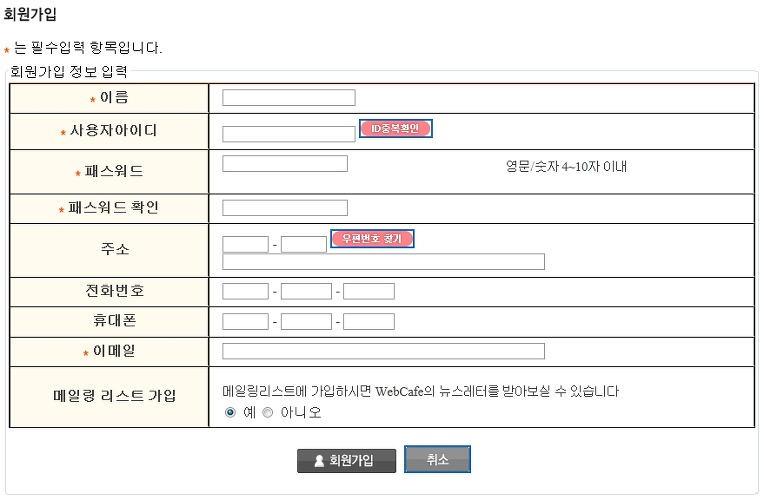 회원가입
* 는 필수입력 항목입니다.
회원가입 정보 입력
* 이름
* 사용자아이디 ID중복확인
* 패스워드 영문/숫자 4~10자 이내
* 패스워드 확인
주소 - 우편번호 찾기
전화번호 - -
휴대폰 - -
* 이메일
메일링 리스트 가입 메일링리스트에 가입하시면 WebCafe의 뉴스레터를 받아보실 수 있습니다
예 아니오
회원가입 취소